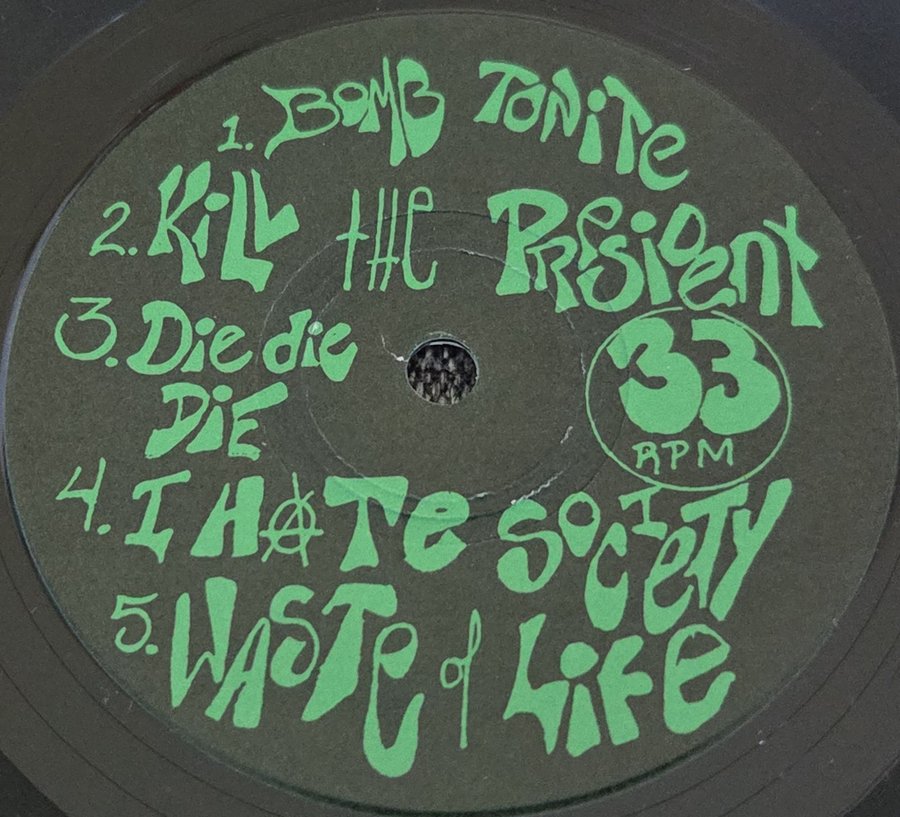 1. BOMB TONiTe
2. KiLL tHe PResiDent
3. Die die
DiE
4. I HATe SOCIeTY
5. WASTe of LiFe
33
RPM